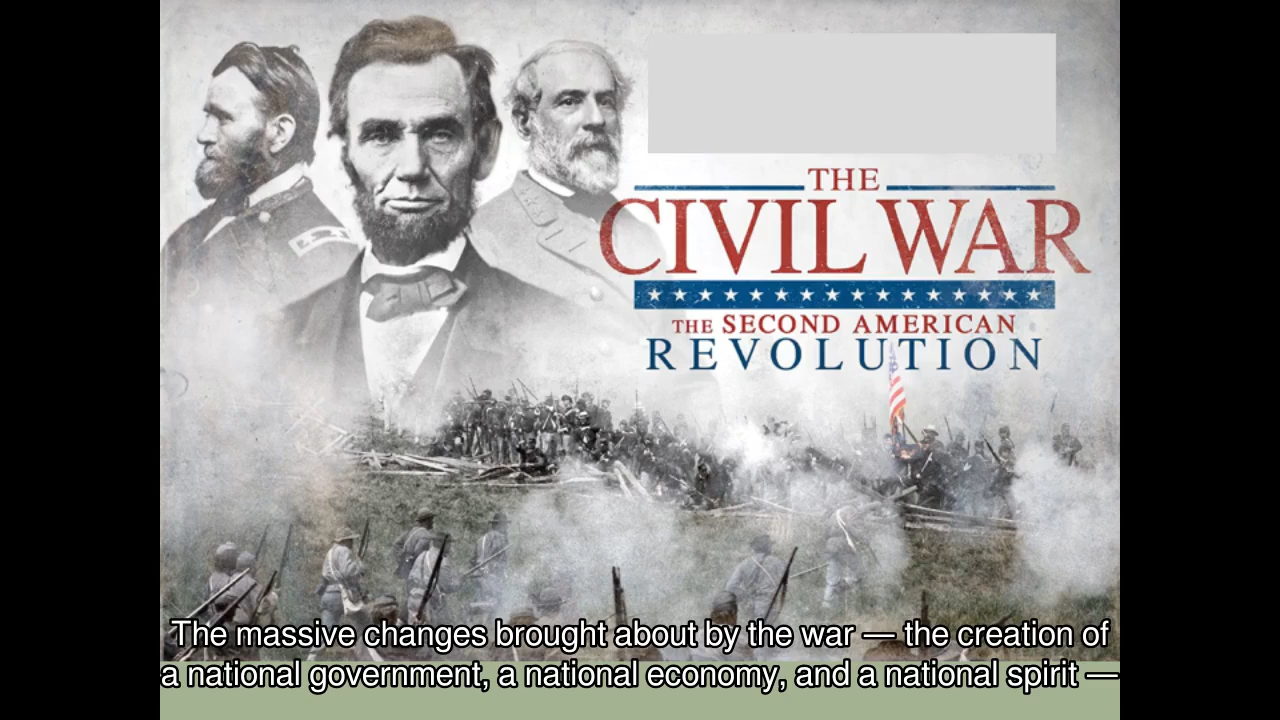 THE
CIVIL WAR
THE SECOND AMERICAN
REVOLUTION
The massive changes brought about by the war — the creation of
a national government, a national economy, and a national spirit —